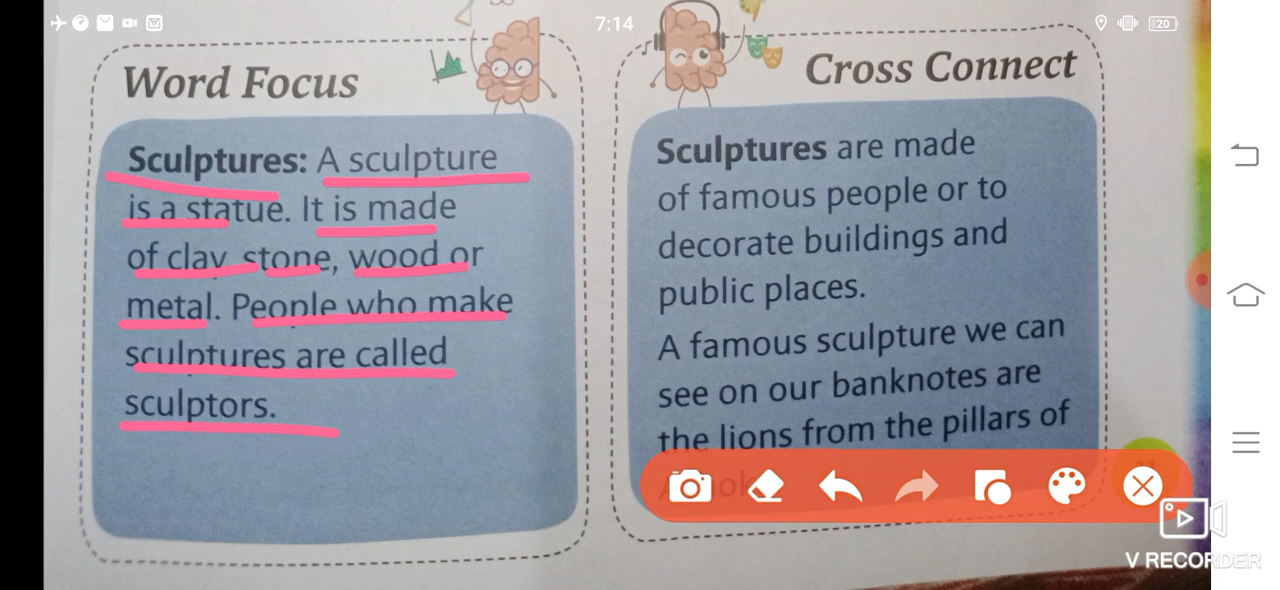 7:14
20
Word Focus
Sculptures: A sculpture
is a statue. It is made
of clay, stone, wood or
metal. People who make
sculptures are called
sculptors.
Cross Connect
Sculptures are made
of famous people or to
decorate buildings and
public places.
A famous sculpture we can
see on our banknotes are
the lions from the pillars of
V RECORDER